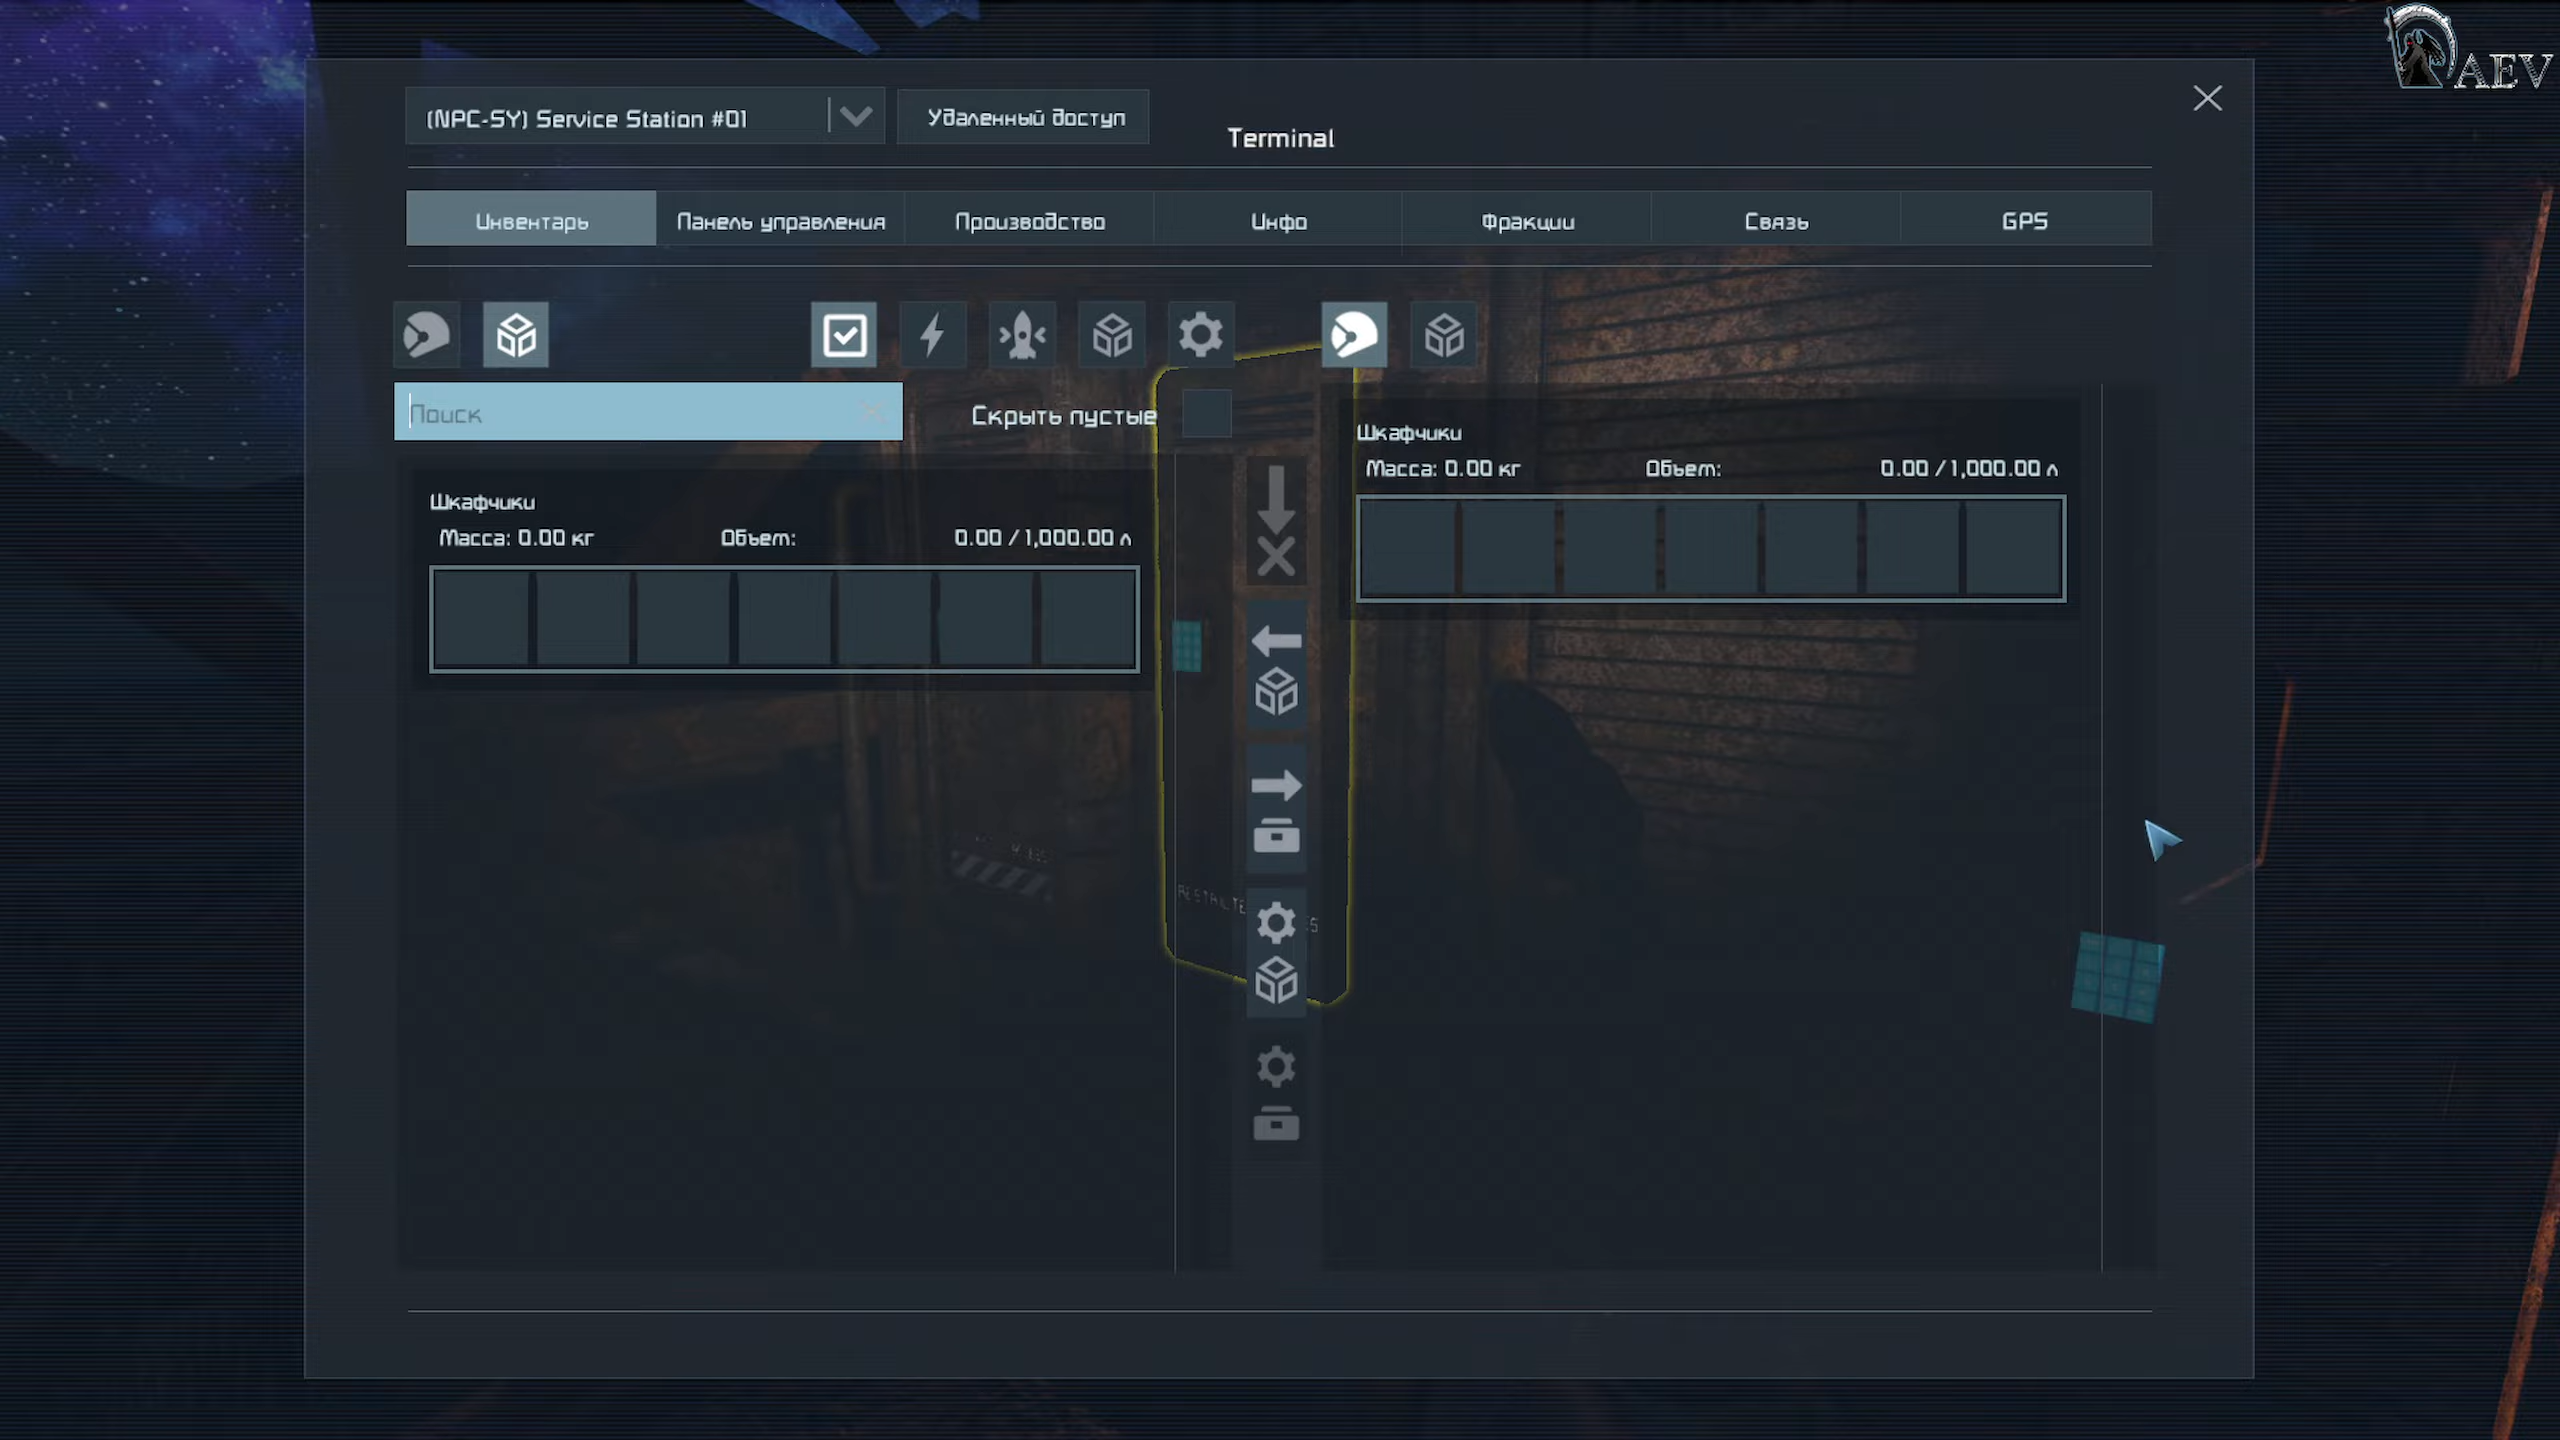 AEV
(NPC-SY) Service Station #01
Удаленный доступ
Terminal
Инвентарь
Панель управления
Производство
Инфо
Фракции
Связь
GPS
Поиск
Скрыть пустые
Шкафчики
Масса: 0.00 кг Объем: 0.00 / 1,000.00 л
Шкафчики
Масса: 0.00 кг Объем: 0.00 / 1,000.00 л